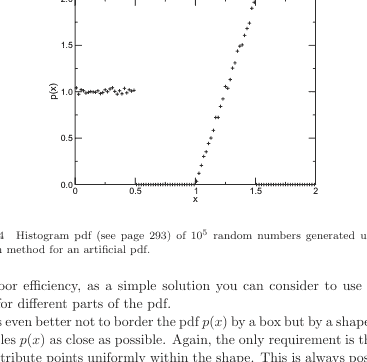 2.0
1.5
1.0
0.5
0.0
p(x)
0 0.5 1 1.5 2
x
4 Histogram pdf (see page 293) of 10⁵ random numbers generated u
method for an artificial pdf.
oor efficiency, as a simple solution you can consider to use
for different parts of the pdf.
even better not to border the pdf p(x) by a box but by a shape
les p(x) as close as possible. Again, the only requirement is th
tribute points uniformly within the shape. This is always pos